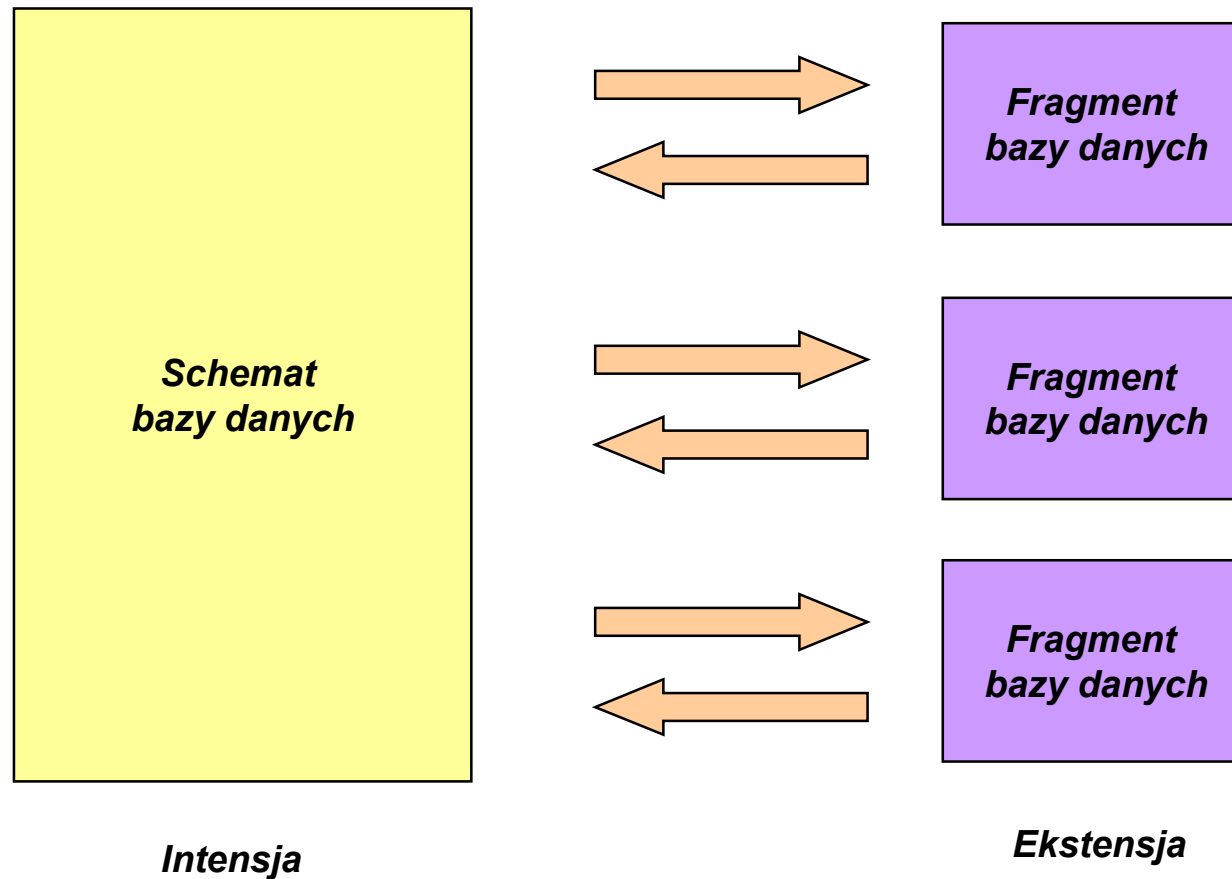 Schemat
bazy danych
Fragment
bazy danych
Fragment
bazy danych
Fragment
bazy danych
Intensja
Ekstensja